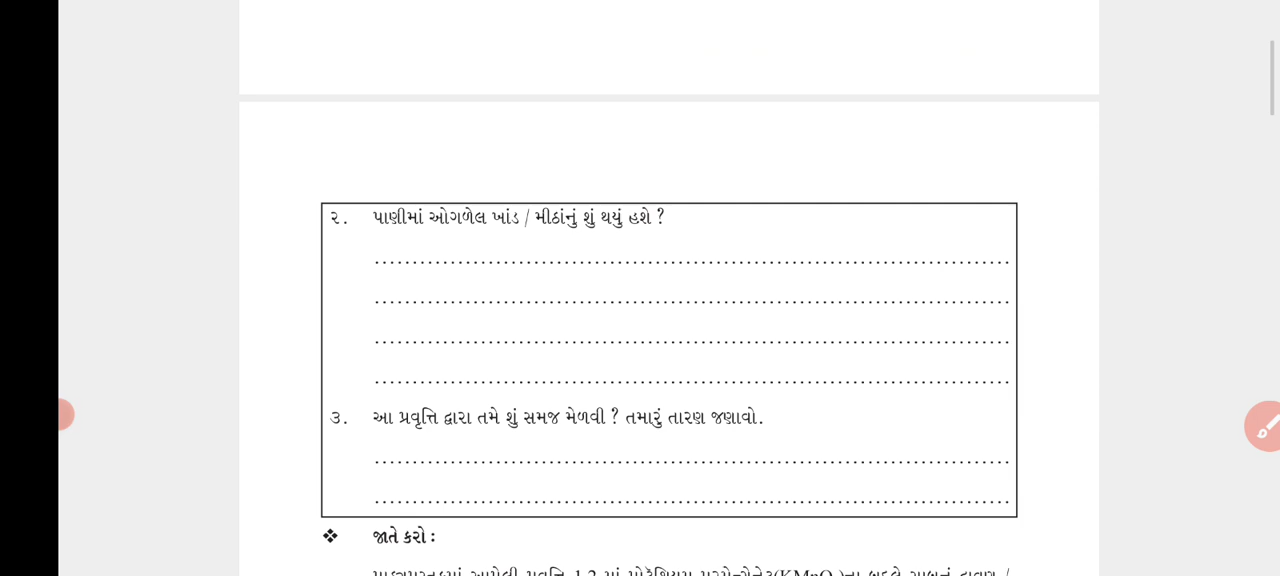 ૨. પાણીમાં ઓગળેલ ખાંડ / મીઠાંનું શું થયું હશે ?
........................................................................................
........................................................................................
........................................................................................
........................................................................................
૩. આ પ્રવૃત્તિ દ્વારા તમે શું સમજ મેળવી ? તમારું તારણ જણાવો.
........................................................................................
........................................................................................
❖ જાતે કરો :